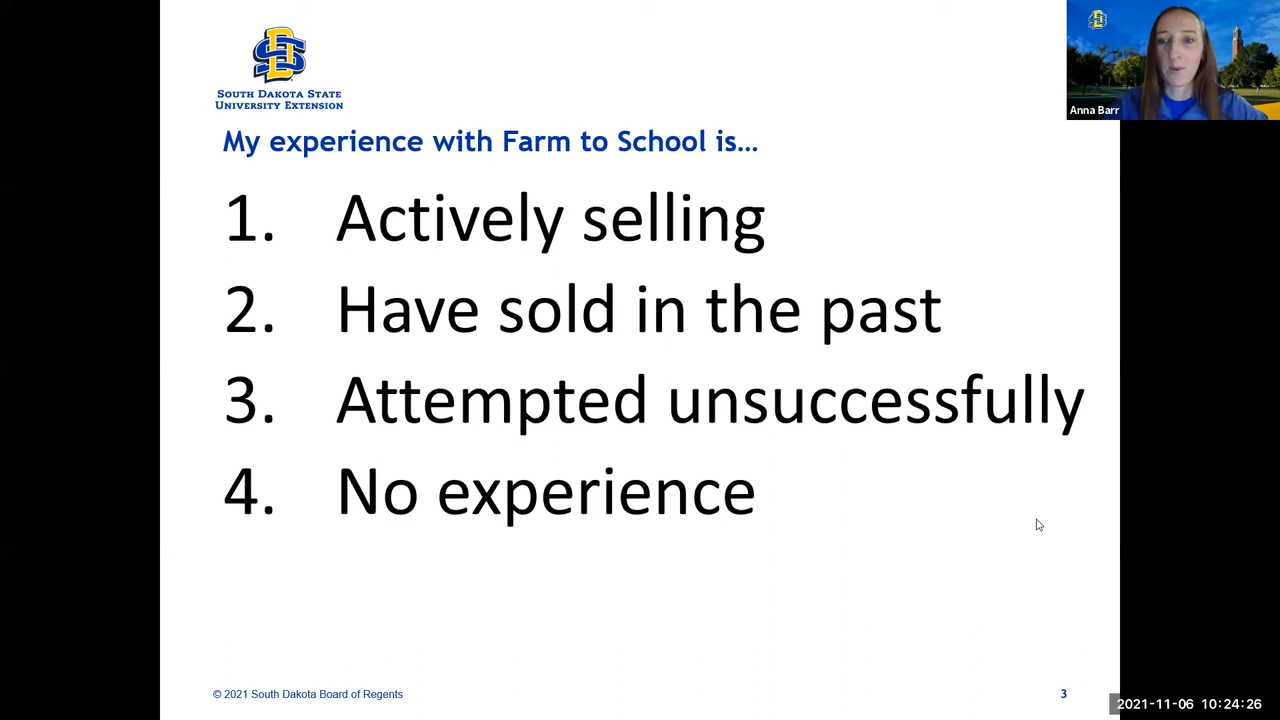 SOUTH DAKOTA STATE
UNIVERSITY EXTENSION
Anna Barr
My experience with Farm to School is...
1. Actively selling
2. Have sold in the past
3. Attempted unsuccessfully
4. No experience
© 2021 South Dakota Board of Regents
3
2021-11-06 10:24:26